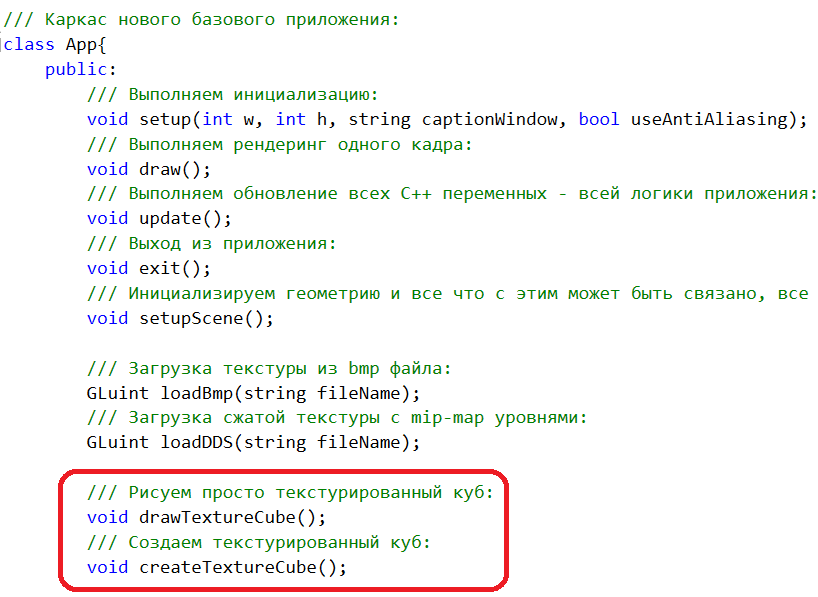 /// Каркас нового базового приложения:
class App{
public:
/// Выполняем инициализацию:
void setup(int w, int h, string captionWindow, bool useAntiAliasing);
/// Выполняем рендеринг одного кадра:
void draw();
/// Выполняем обновление всех C++ переменных - всей логики приложения:
void update();
/// Выход из приложения:
void exit();
/// Инициализируем геометрию и все что с этим может быть связано, все
void setupScene();
/// Загрузка текстуры из bmp файла:
GLuint loadBmp(string fileName);
/// Загрузка сжатой текстуры с mip-map уровнями:
GLuint loadDDS(string fileName);
/// Рисуем просто текстурированный куб:
void drawTextureCube();
/// Создаем текстурированный куб:
void createTextureCube();